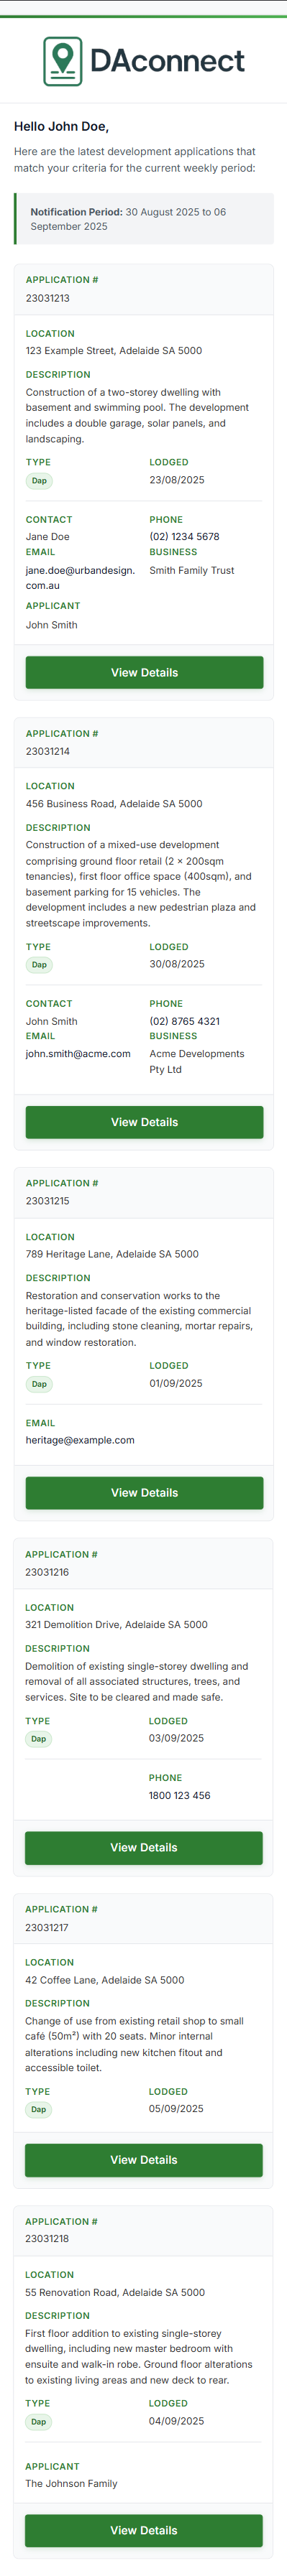 DAconnect
Hello John Doe,
Here are the latest development applications that
match your criteria for the current weekly period:
Notification Period: 30 August 2025 to 06
September 2025
APPLICATION #
23031213
LOCATION
123 Example Street, Adelaide SA 5000
DESCRIPTION
Construction of a two-storey dwelling with
basement and swimming pool. The development
includes a double garage, solar panels, and
landscaping.
TYPE LODGED
Dap 23/08/2025
CONTACT PHONE
Jane Doe (02) 1234 5678
EMAIL BUSINESS
jane.doe@urbandesign. Smith Family Trust
com.au
APPLICANT
John Smith
View Details
APPLICATION #
23031214
LOCATION
456 Business Road, Adelaide SA 5000
DESCRIPTION
Construction of a mixed-use development
comprising ground floor retail (2 × 200sqm
tenancies), first floor office space (400sqm), and
basement parking for 15 vehicles. The
development includes a new pedestrian plaza and
streetscape improvements.
TYPE LODGED
Dap 30/08/2025
CONTACT PHONE
John Smith (02) 8765 4321
EMAIL BUSINESS
john.smith@acme.com Acme Developments
Pty Ltd
View Details
APPLICATION #
23031215
LOCATION
789 Heritage Lane, Adelaide SA 5000
DESCRIPTION
Restoration and conservation works to the
heritage-listed facade of the existing commercial
building, including stone cleaning, mortar repairs,
and window restoration.
TYPE LODGED
Dap 01/09/2025
EMAIL
heritage@example.com
View Details
APPLICATION #
23031216
LOCATION
321 Demolition Drive, Adelaide SA 5000
DESCRIPTION
Demolition of existing single-storey dwelling and
removal of all associated structures, trees, and
services. Site to be cleared and made safe.
TYPE LODGED
Dap 03/09/2025
PHONE
1800 123 456
View Details
APPLICATION #
23031217
LOCATION
42 Coffee Lane, Adelaide SA 5000
DESCRIPTION
Change of use from existing retail shop to small
café (50m²) with 20 seats. Minor internal
alterations including new kitchen fitout and
accessible toilet.
TYPE LODGED
Dap 05/09/2025
View Details
APPLICATION #
23031218
LOCATION
55 Renovation Road, Adelaide SA 5000
DESCRIPTION
First floor addition to existing single-storey
dwelling, including new master bedroom with
ensuite and walk-in robe. Ground floor alterations
to existing living areas and new deck to rear.
TYPE LODGED
Dap 04/09/2025
APPLICANT
The Johnson Family
View Details